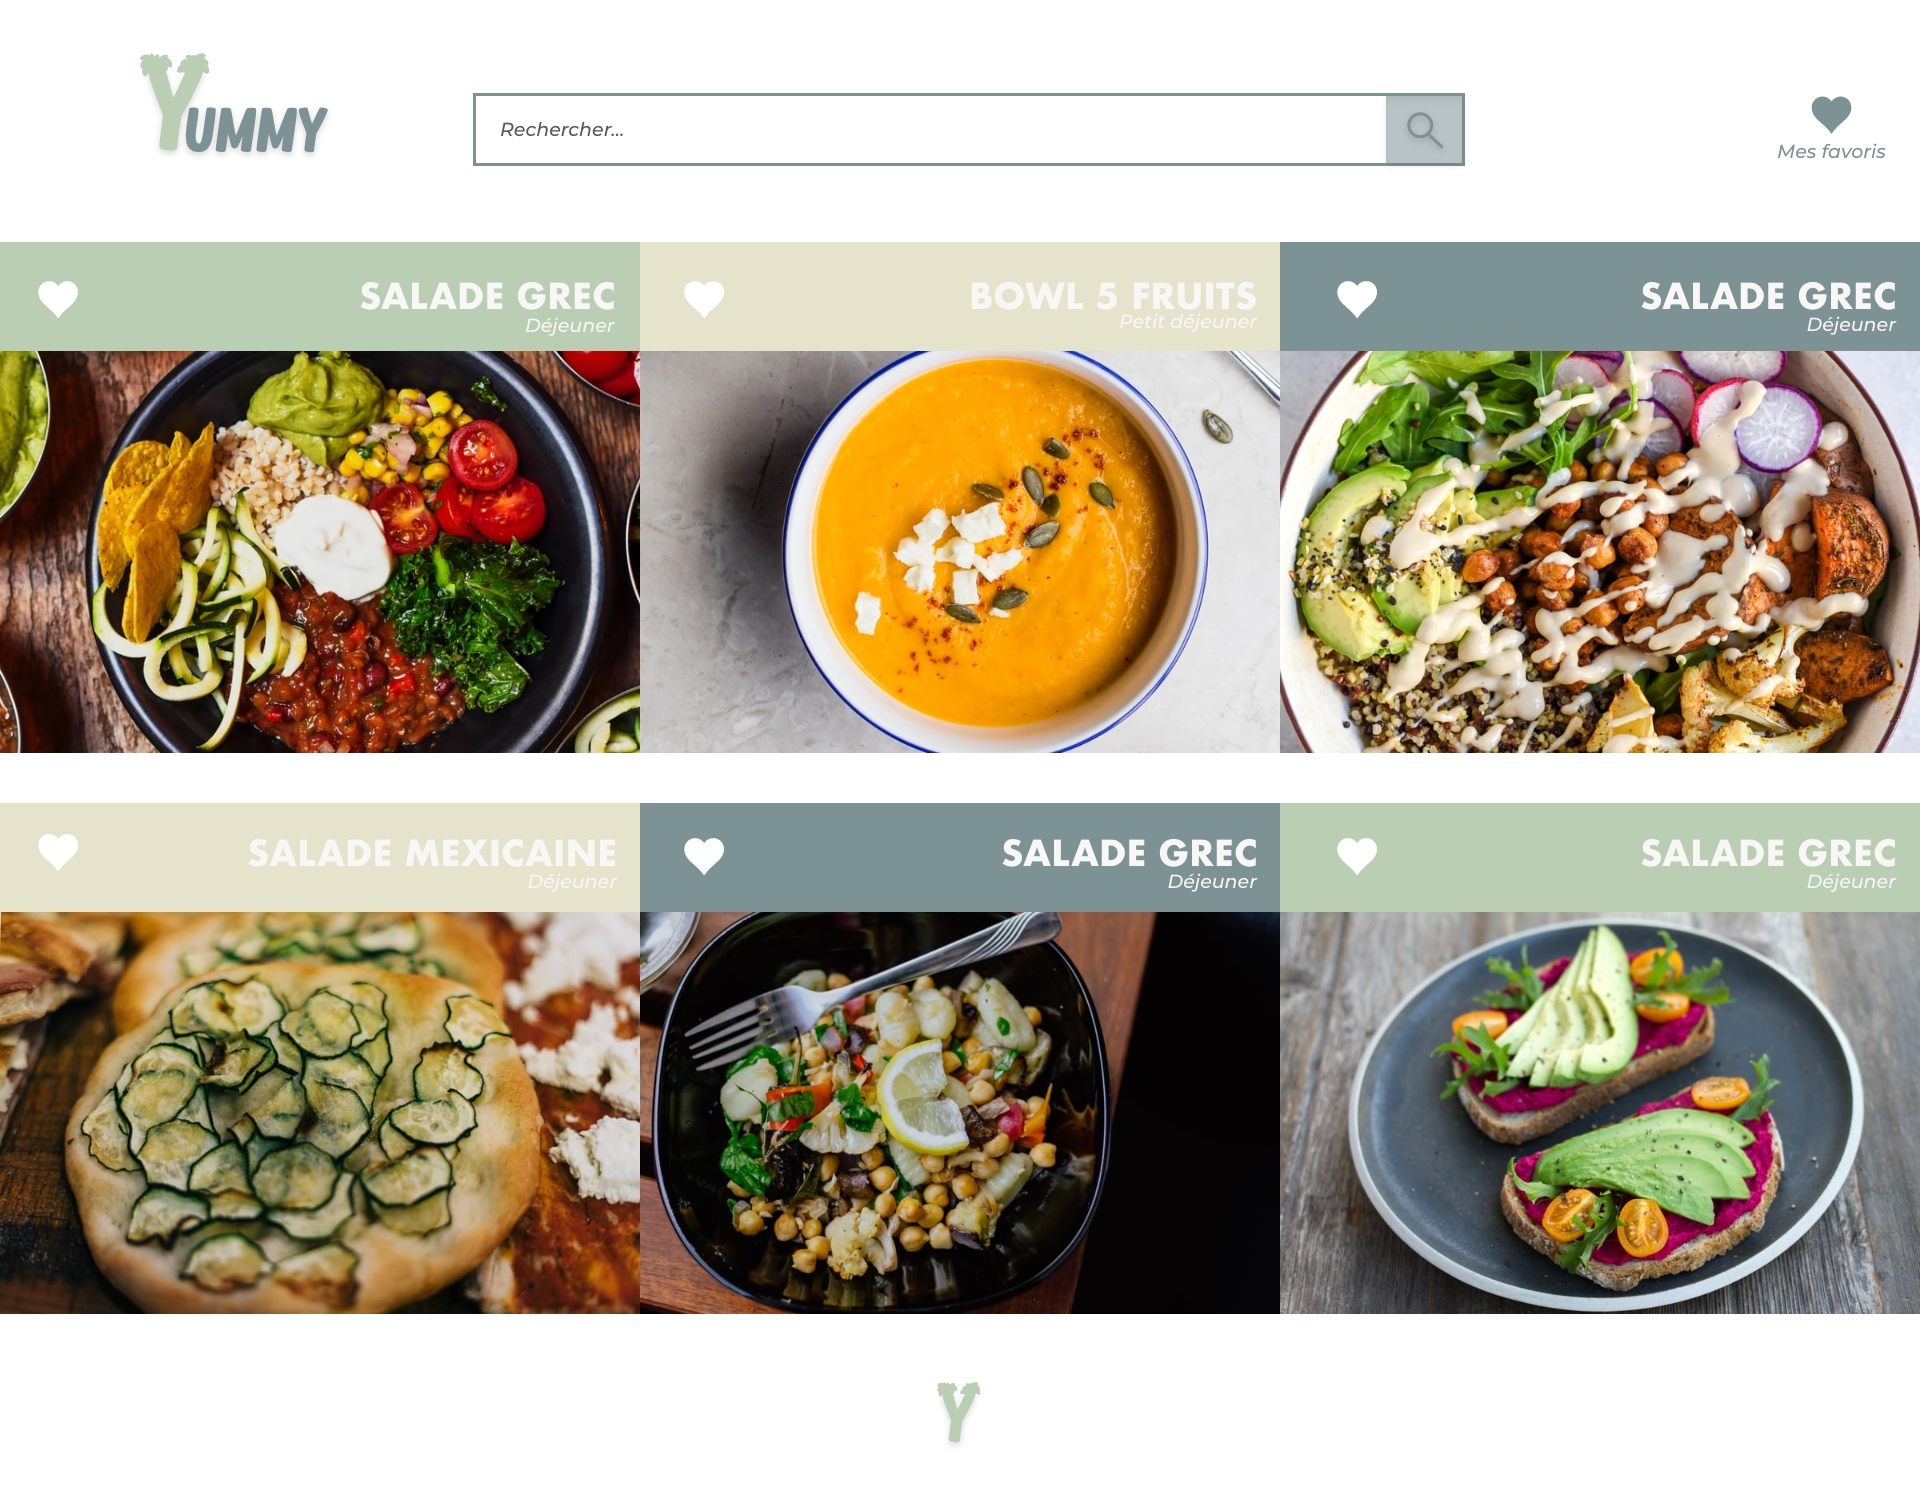 YUMMY
Rechercher...
Mes favoris
SALADE GREC
Déjeuner
BOWL 5 FRUITS
Petit déjeuner
SALADE GREC
Déjeuner
SALADE MEXICAINE
Déjeuner
SALADE GREC
Déjeuner
SALADE GREC
Déjeuner
Y